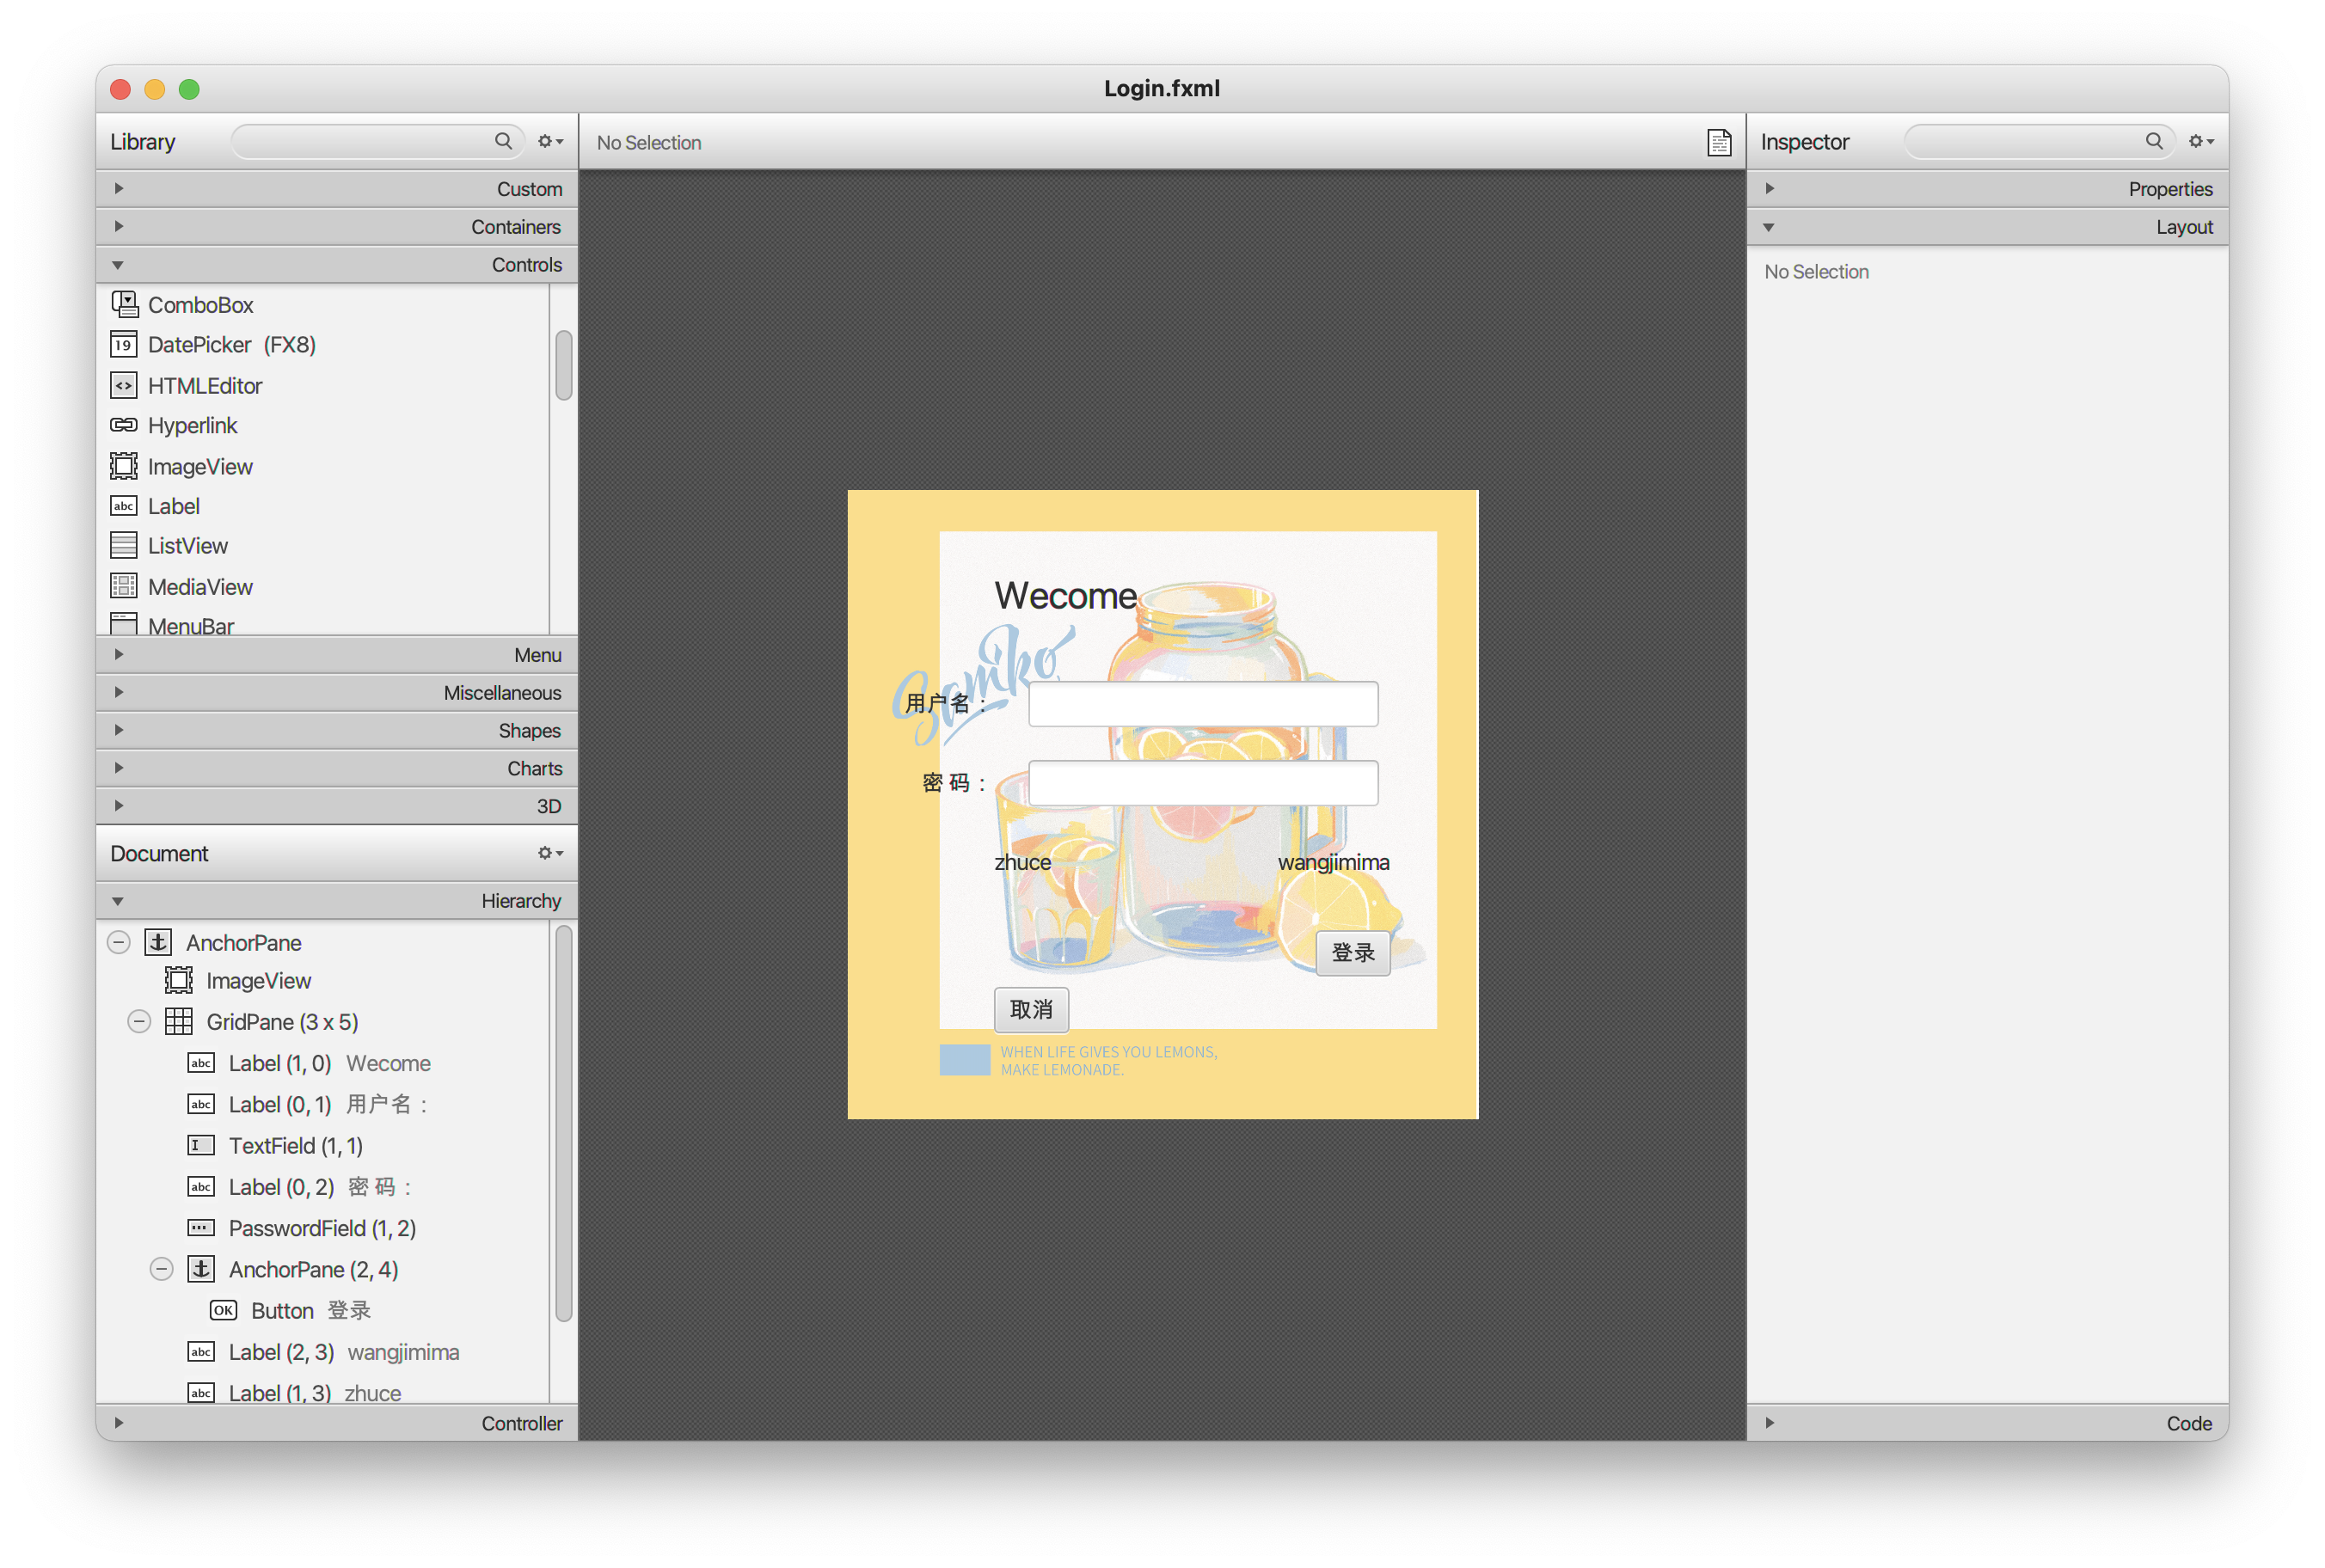 Login.fxml
Library
No Selection
Inspector
Custom
Containers
Controls
ComboBox
DatePicker (FX8)
HTMLEditor
Hyperlink
ImageView
Label
ListView
MediaView
MenuBar
Menu
Miscellaneous
Shapes
Charts
3D
Document
Hierarchy
AnchorPane
ImageView
GridPane (3 x 5)
Label (1, 0) Wecome
Label (0, 1) 用户名：
TextField (1, 1)
Label (0, 2) 密 码：
PasswordField (1, 2)
AnchorPane (2, 4)
Button 登录
Label (2, 3) wangjimima
Label (1, 3) zhuce
Controller
Wecome
Samko
用户名：
密 码：
zhuce
wangjimima
登录
取消
WHEN LIFE GIVES YOU LEMONS,
MAKE LEMONADE.
Properties
Layout
No Selection
Code